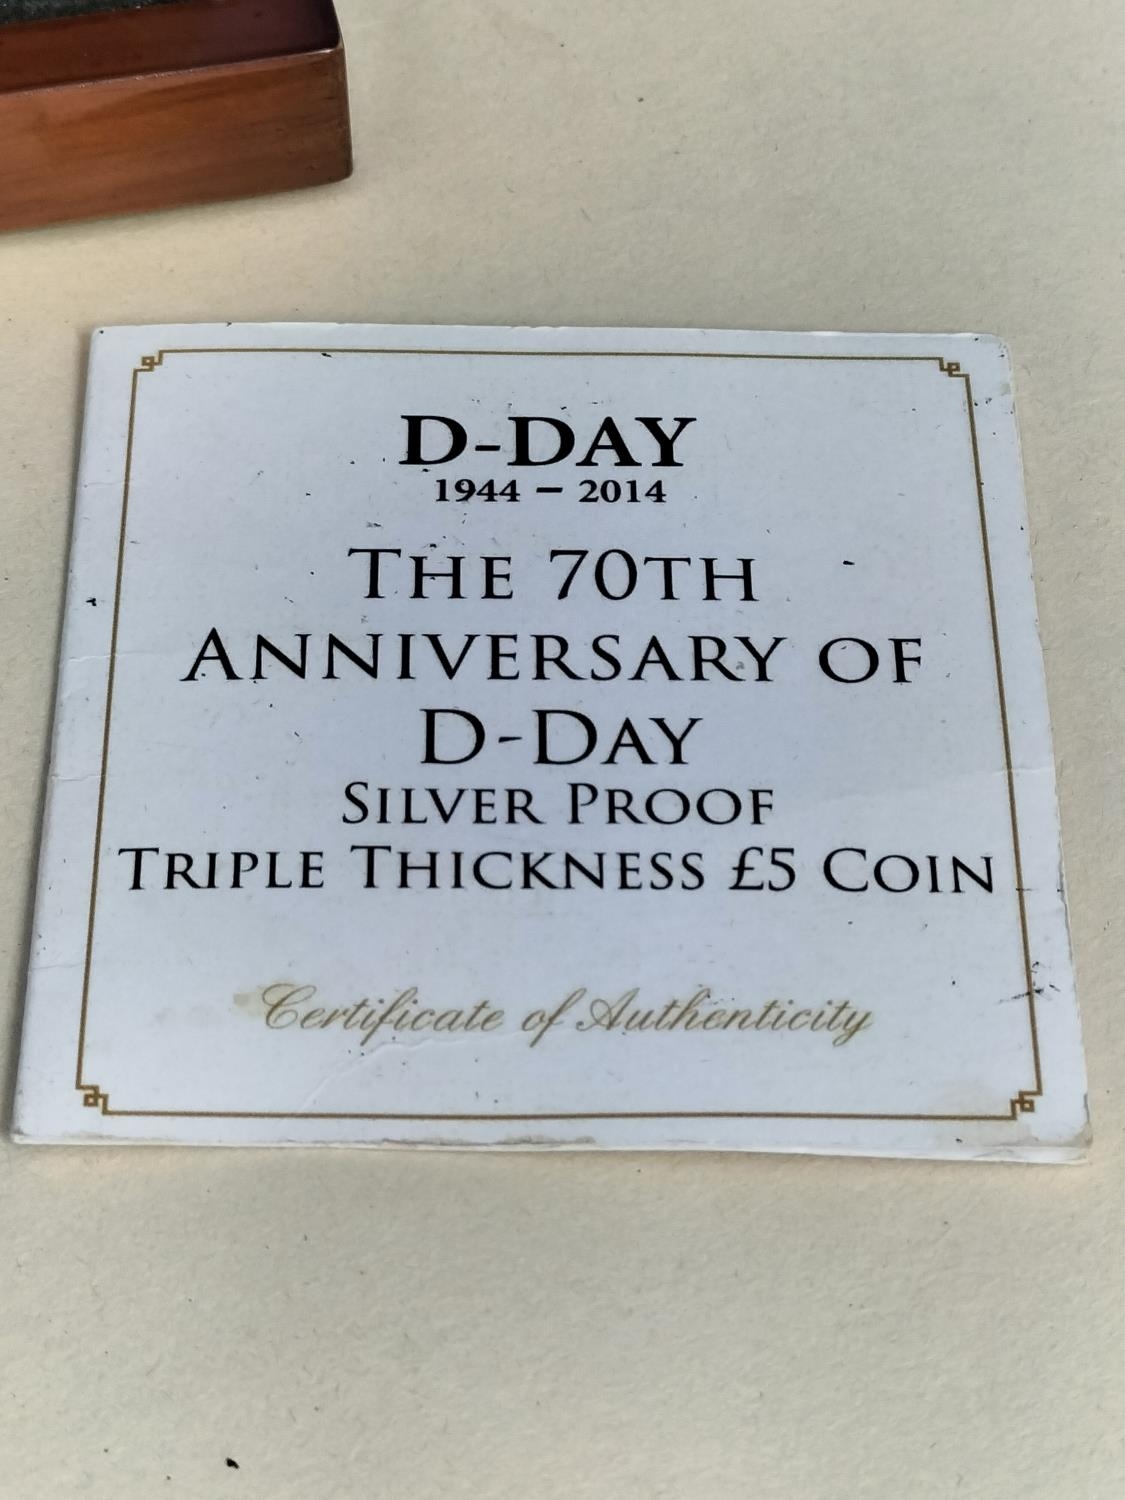 D-DAY
1944 – 2014
THE 70TH
ANNIVERSARY OF
D-DAY
SILVER PROOF
TRIPLE THICKNESS £5 COIN
Certificate of Authenticity